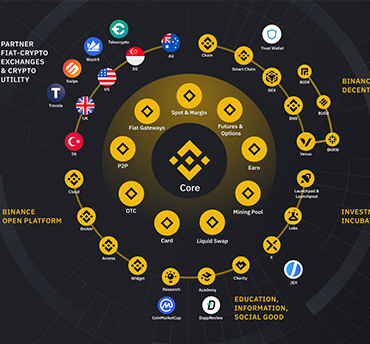 PARTNER
FIAT-CRYPTO
EXCHANGES
& CRYPTO
UTILITY
Tokocrypto
WazirX
Swipe
Travala
AU
SG
US
UK
TR
Chain
Smart Chain
Trust Wallet
DEX
BNB
BIDR
BUSD
BKRW
Venus
BINANC
DECENT
Spot & Margin
Fiat Gateways
Futures &
Options
P2P
Earn
Core
OTC
Mining Pool
Card
Liquid Swap
Cloud
Broker
Access
Widget
Research
Academy
Charity
X
Labs
Launchpad &
Launchpool
JEX
BINANCE
OPEN PLATFORM
INVESTM
INCUBAT
CoinMarketCap
DappReview
EDUCATION,
INFORMATION,
SOCIAL GOOD